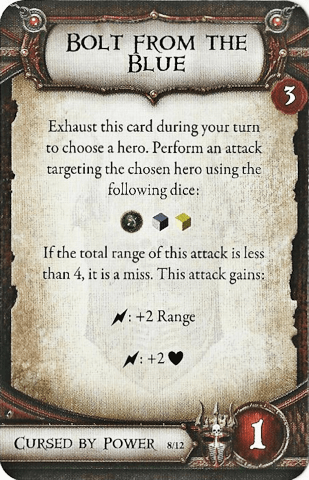 BOLT FROM THE
BLUE
3
Exhaust this card during your turn
to choose a hero. Perform an attack
targeting the chosen hero using the
following dice:
If the total range of this attack is less
than 4, it is a miss. This attack gains:
: +2 Range
: +2 ♥
CURSED BY POWER 8/12
1